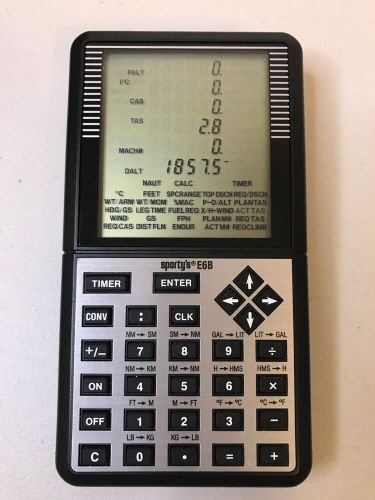 PALT 0.
I°C 0.
CAS 0.
TAS 2.8
MACH# 0.
DALT 1857.5-
NAUT CALC TIMER
°C FEET SPCRANGE TOP DSCN REQ/DSCN
WT/ARM WT/MOM %MAC P-D/ALT PLANTAS
HDG/GS LEG.TIME FUELREQ X/H-WIND ACT TAS
WIND GS FPH PLAN.M# REQ TAS
REQ/CAS DIST FLN ENDUR ACT M# REQCLIMB
sporty's E6B
TIMER ENTER ↑
← →
CONV : CLK ↓
NM → SM SM → NM GAL → LIT LIT → GAL
+/− 7 8 9 ÷
NM → KM KM → NM H → HMS HMS → H
ON 4 5 6 ×
FT → M M → FT °F → °C °C → °F
OFF 1 2 3 −
LB → KG KG → LB
C 0 • = +